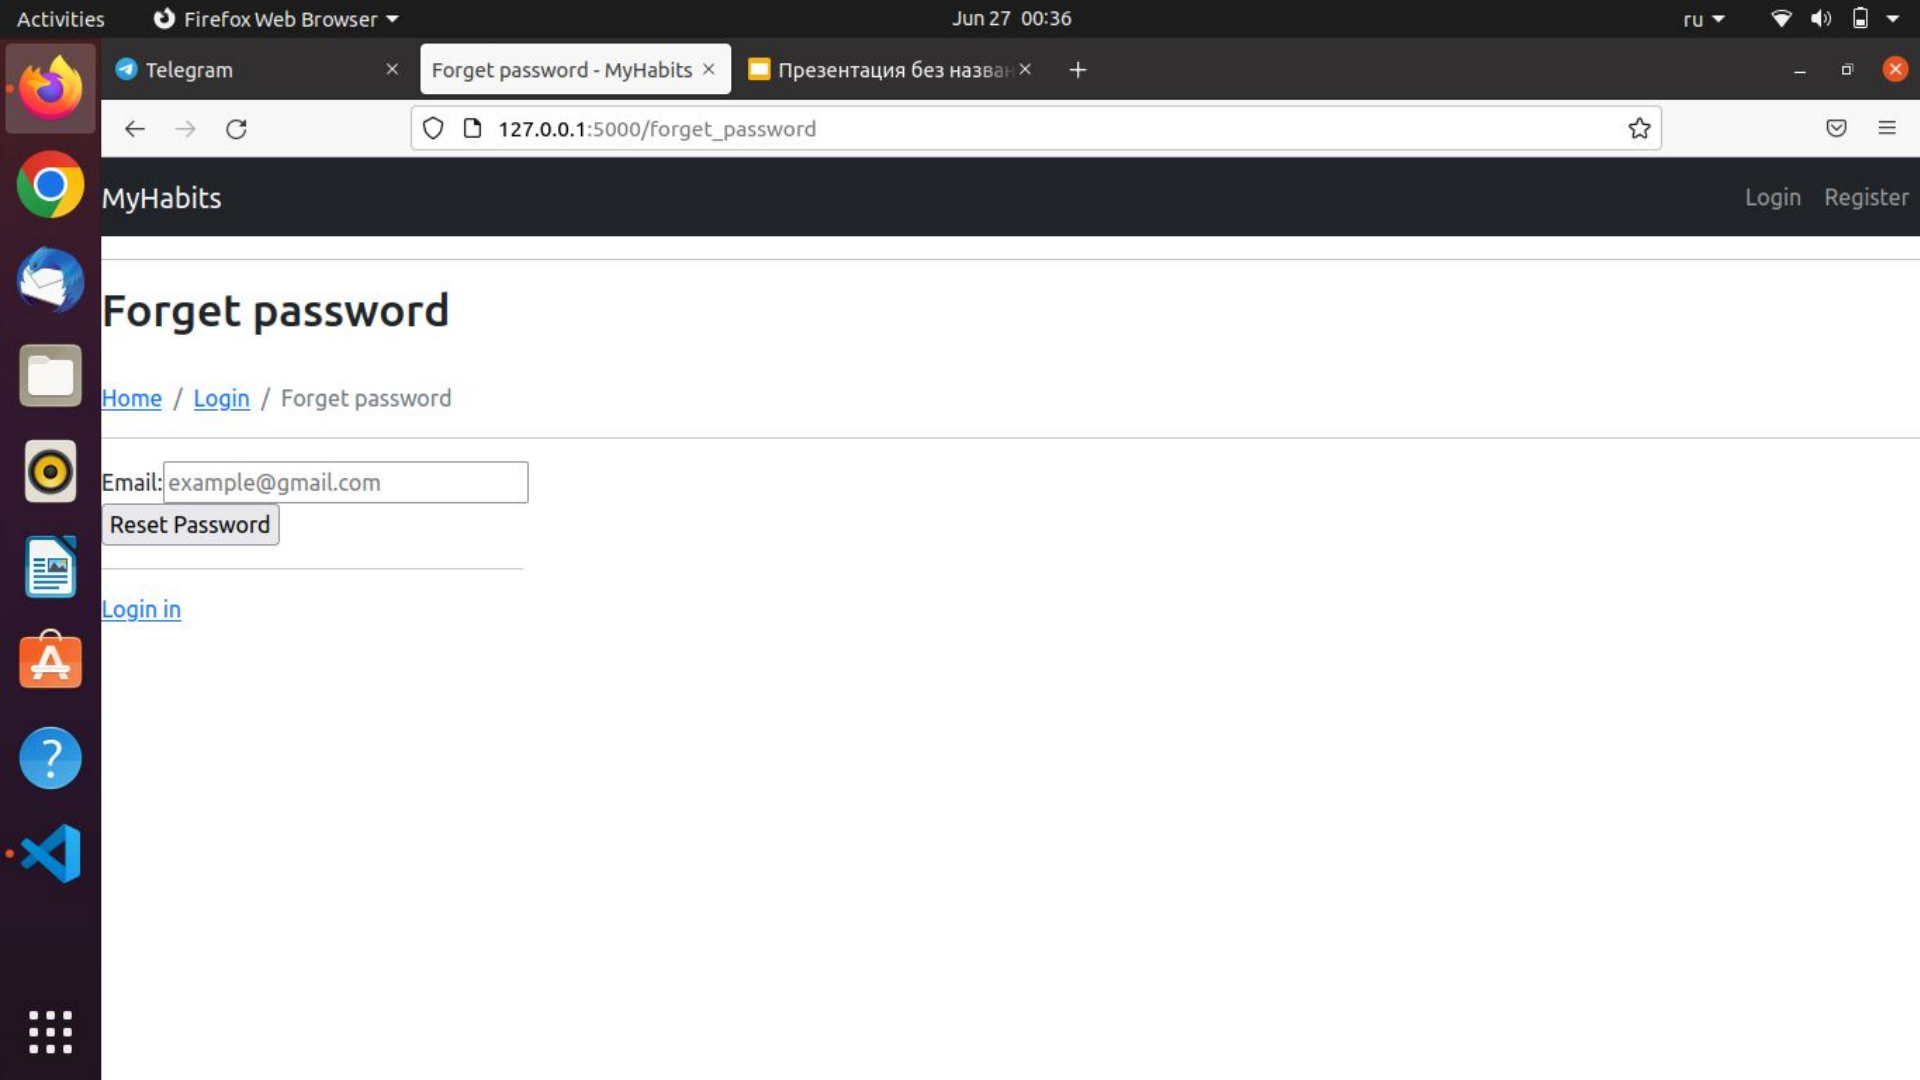 Activities Firefox Web Browser Jun 27 00:36 ru
Telegram Forget password - MyHabits Презентация без назван
127.0.0.1:5000/forget_password
MyHabits Login Register
Forget password
Home / Login / Forget password
Email: example@gmail.com
Reset Password
Login in